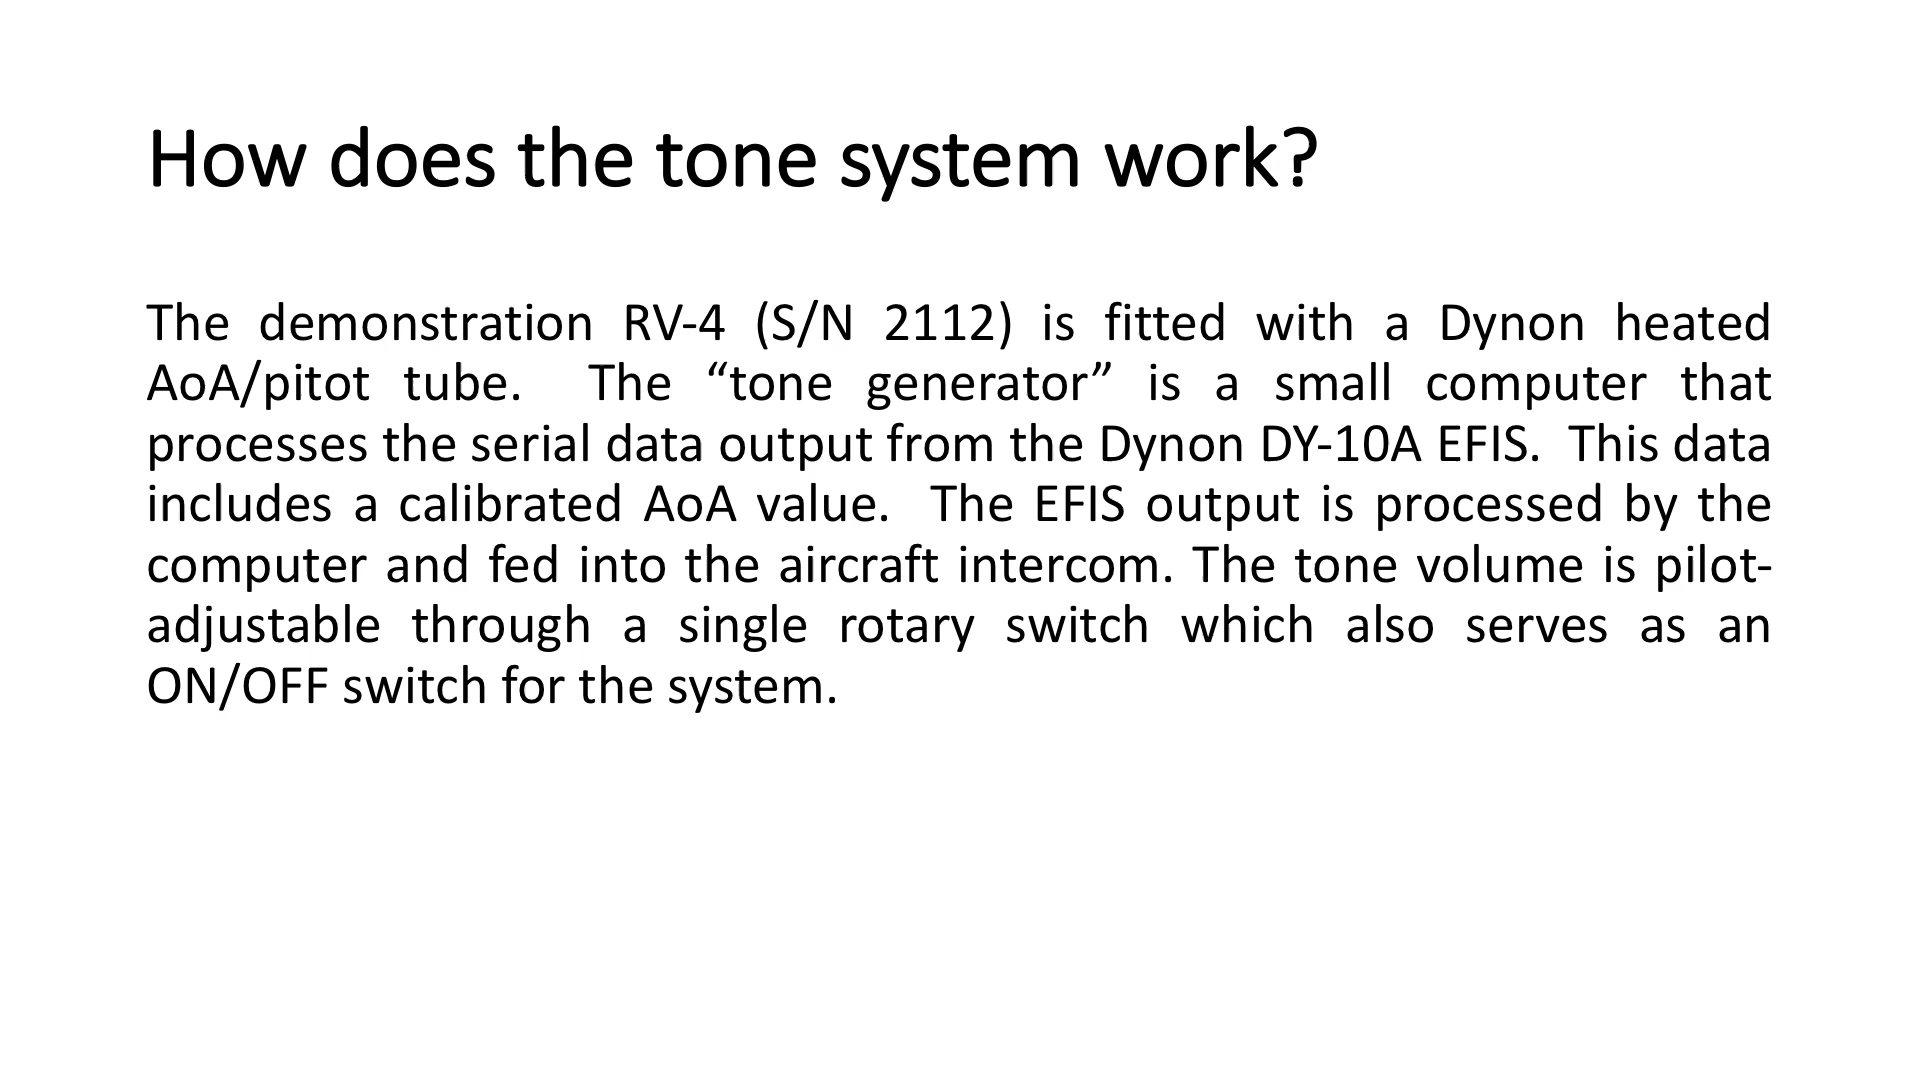 How does the tone system work?
The demonstration RV-4 (S/N 2112) is fitted with a Dynon heated
AoA/pitot tube.  The “tone generator” is a small computer that
processes the serial data output from the Dynon DY-10A EFIS.  This data
includes a calibrated AoA value.  The EFIS output is processed by the
computer and fed into the aircraft intercom. The tone volume is pilot-
adjustable through a single rotary switch which also serves as an
ON/OFF switch for the system.